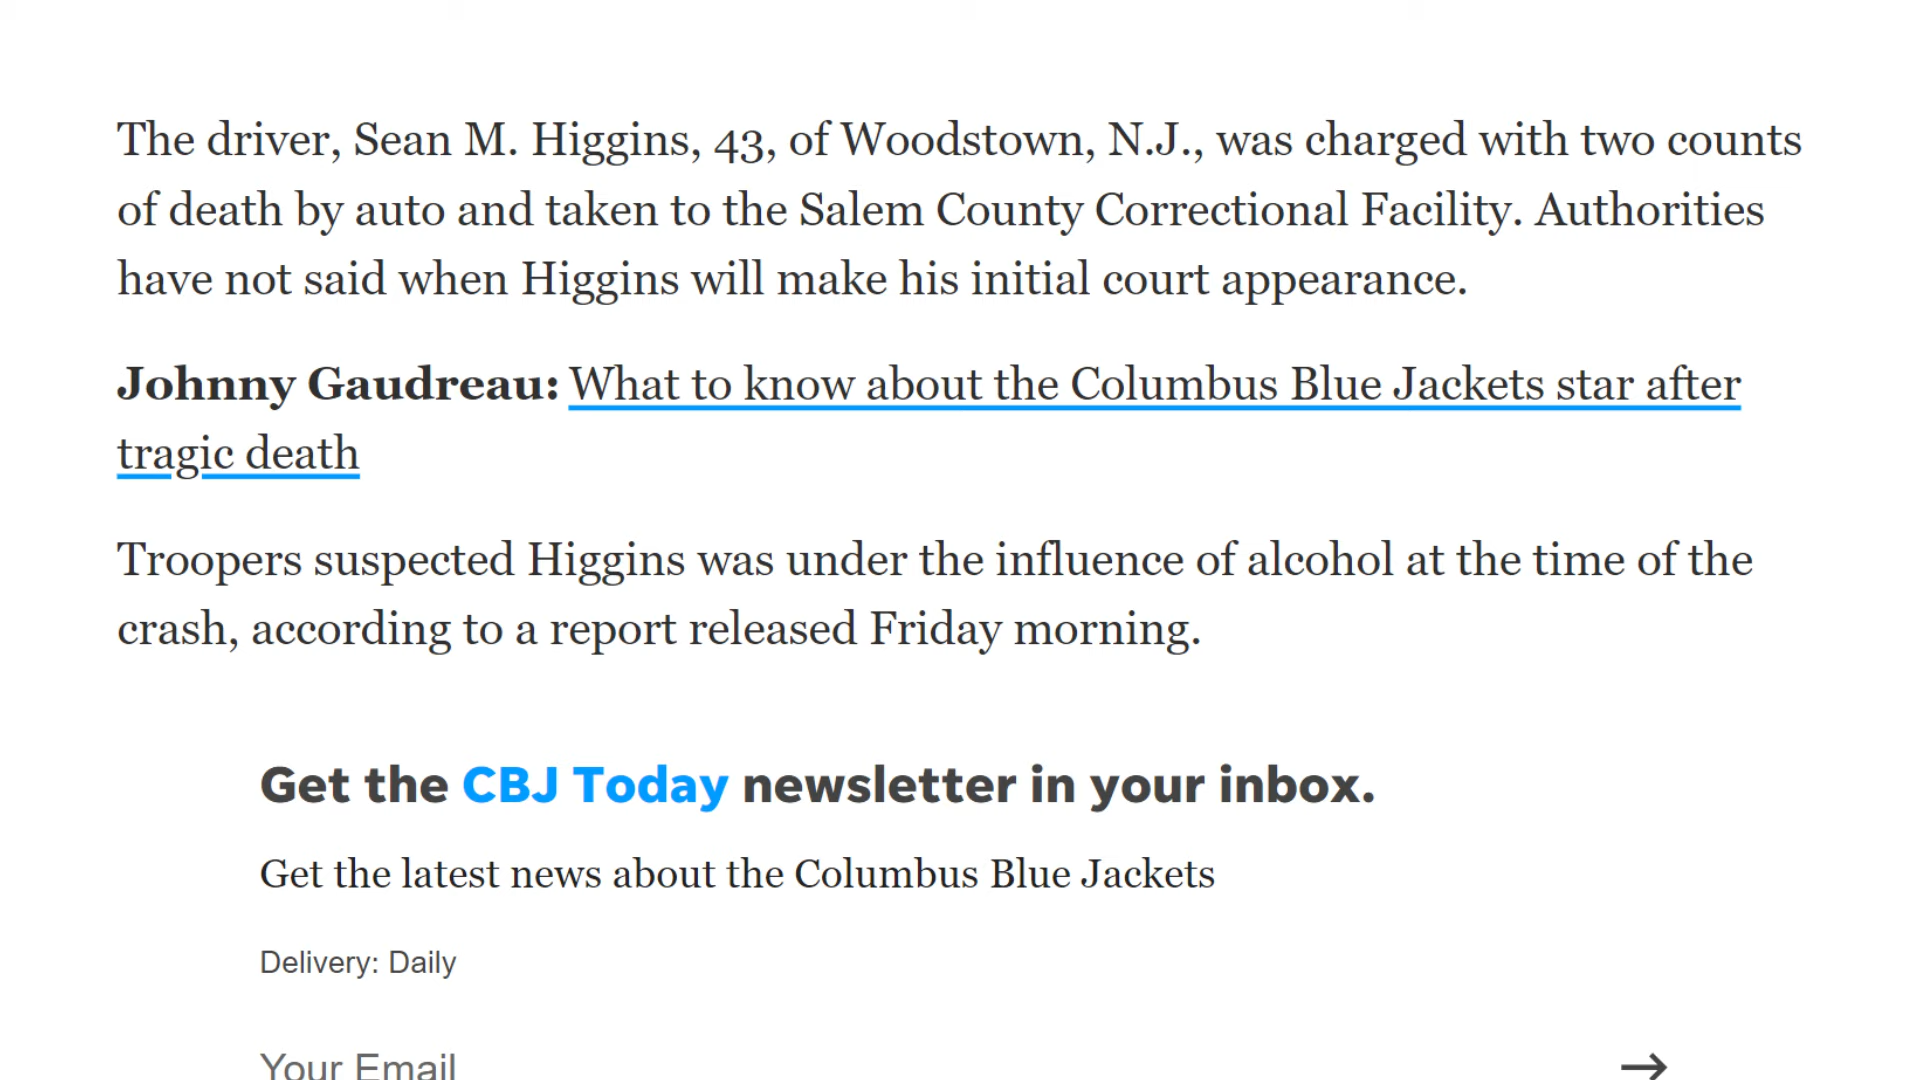 The driver, Sean M. Higgins, 43, of Woodstown, N.J., was charged with two counts
of death by auto and taken to the Salem County Correctional Facility. Authorities
have not said when Higgins will make his initial court appearance.
Johnny Gaudreau: What to know about the Columbus Blue Jackets star after
tragic death
Troopers suspected Higgins was under the influence of alcohol at the time of the
crash, according to a report released Friday morning.
Get the CBJ Today newsletter in your inbox.
Get the latest news about the Columbus Blue Jackets
Delivery: Daily
Your Email